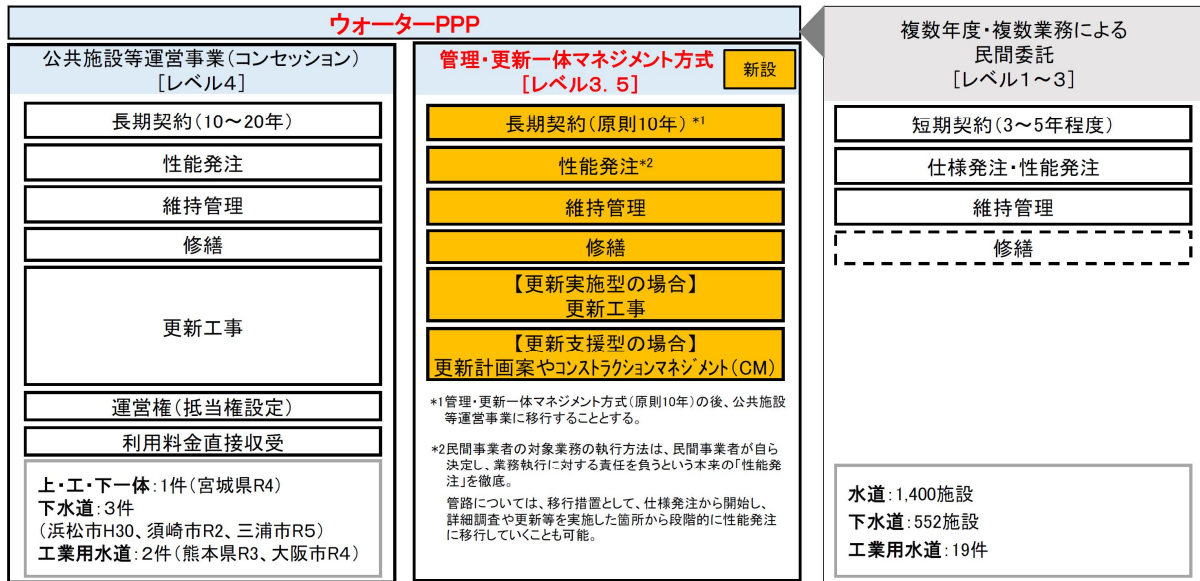 ウォーターPPP
公共施設等運営事業(コンセッション)
[レベル4]
長期契約(10～20年)
性能発注
維持管理
修繕
更新工事
運営権(抵当権設定)
利用料金直接収受
上・工・下一体:1件(宮城県R4)
下水道:3件
(浜松市H30、須崎市R2、三浦市R5)
工業用水道:2件(熊本県R3、大阪市R4)
管理・更新一体マネジメント方式
[レベル3.5]
新設
長期契約(原則10年)*1
性能発注*2
維持管理
修繕
【更新実施型の場合】
更新工事
【更新支援型の場合】
更新計画案やコンストラクションマネジメント(CM)
*1管理・更新一体マネジメント方式(原則10年)の後、公共施設
等運営事業に移行することとする。
*2民間事業者の対象業務の執行方法は、民間事業者が自ら
決定し、業務執行に対する責任を負うという本来の「性能発
注」を徹底。
管路については、移行措置として、仕様発注から開始し、
詳細調査や更新等を実施した箇所から段階的に性能発注
に移行していくことも可能。
複数年度・複数業務による
民間委託
[レベル1～3]
短期契約(3～5年程度)
仕様発注・性能発注
維持管理
修繕
水道:1,400施設
下水道:552施設
工業用水道:19件